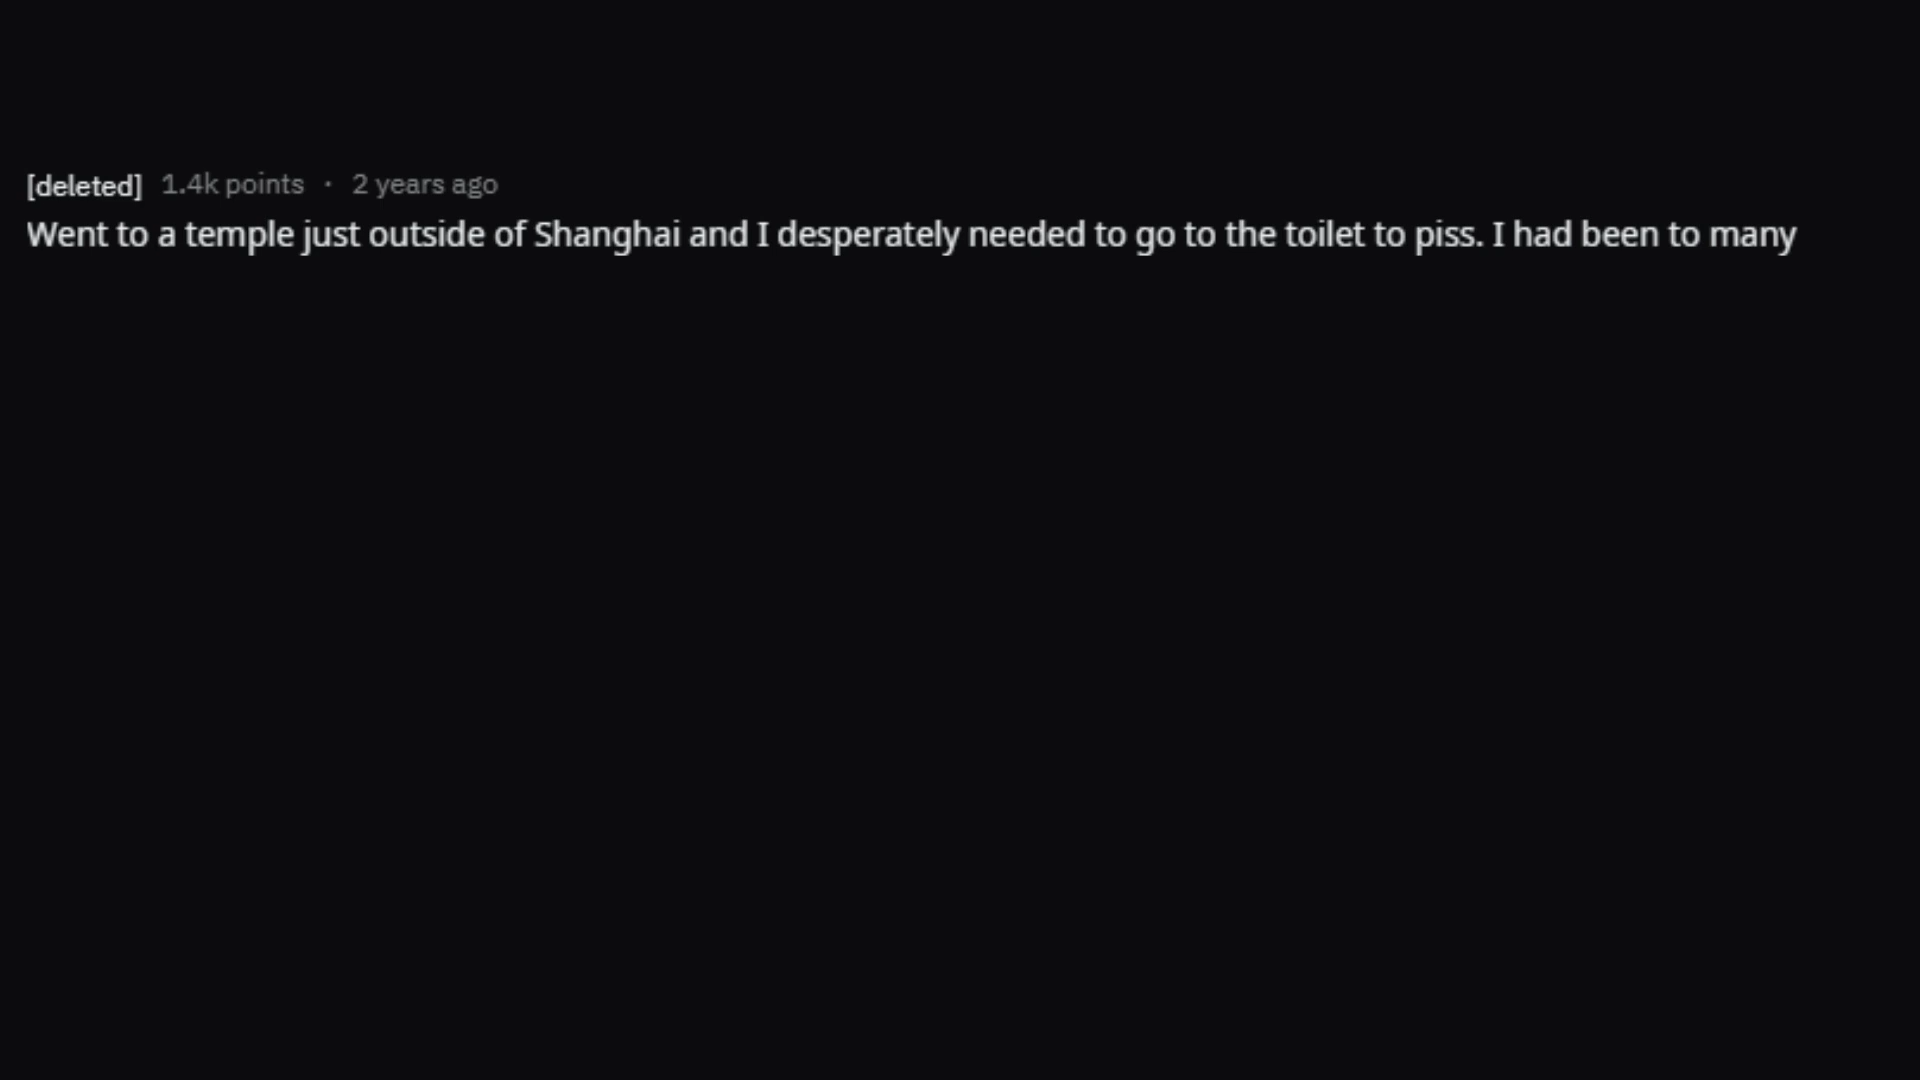 [deleted] 1.4k points · 2 years ago
Went to a temple just outside of Shanghai and I desperately needed to go to the toilet to piss. I had been to many